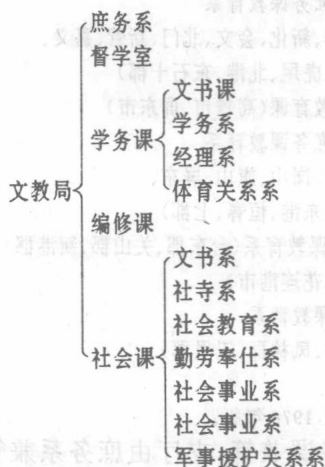 庶务系
督学室
文书课
学务课
学务系
经理系
体育关系系
文教局
编修课
文书系
社寺系
社会教育系
社会课
勤劳奉仕系
社会事业系
社会事业系
军事援护关系系